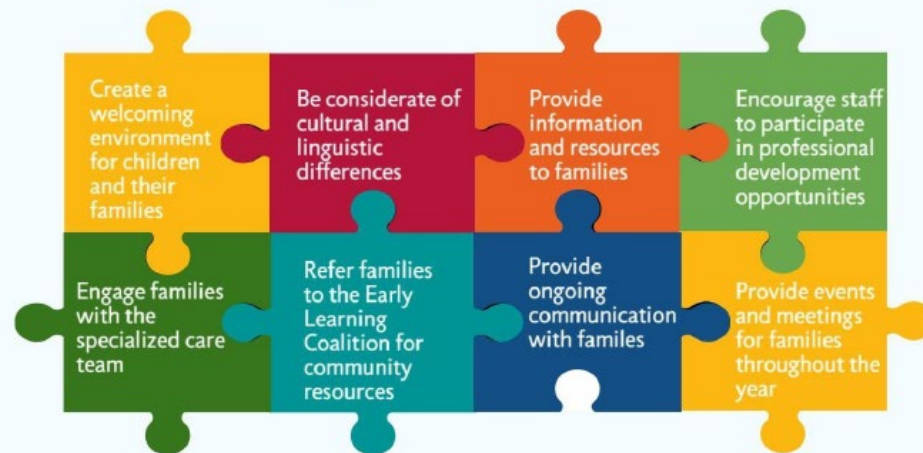 Create a
welcoming
environment
for children
and their
families
Be considerate of
cultural and
linguistic
differences
Provide
information
and resources
to families
Encourage staff
to participate
in professional
development
opportunities
Engage families
with the
specialized care
team
Refer families
to the Early
Learning
Coalition for
community
resources
Provide
ongoing
communication
with familes
Provide events
and meetings
for families
throughout the
year